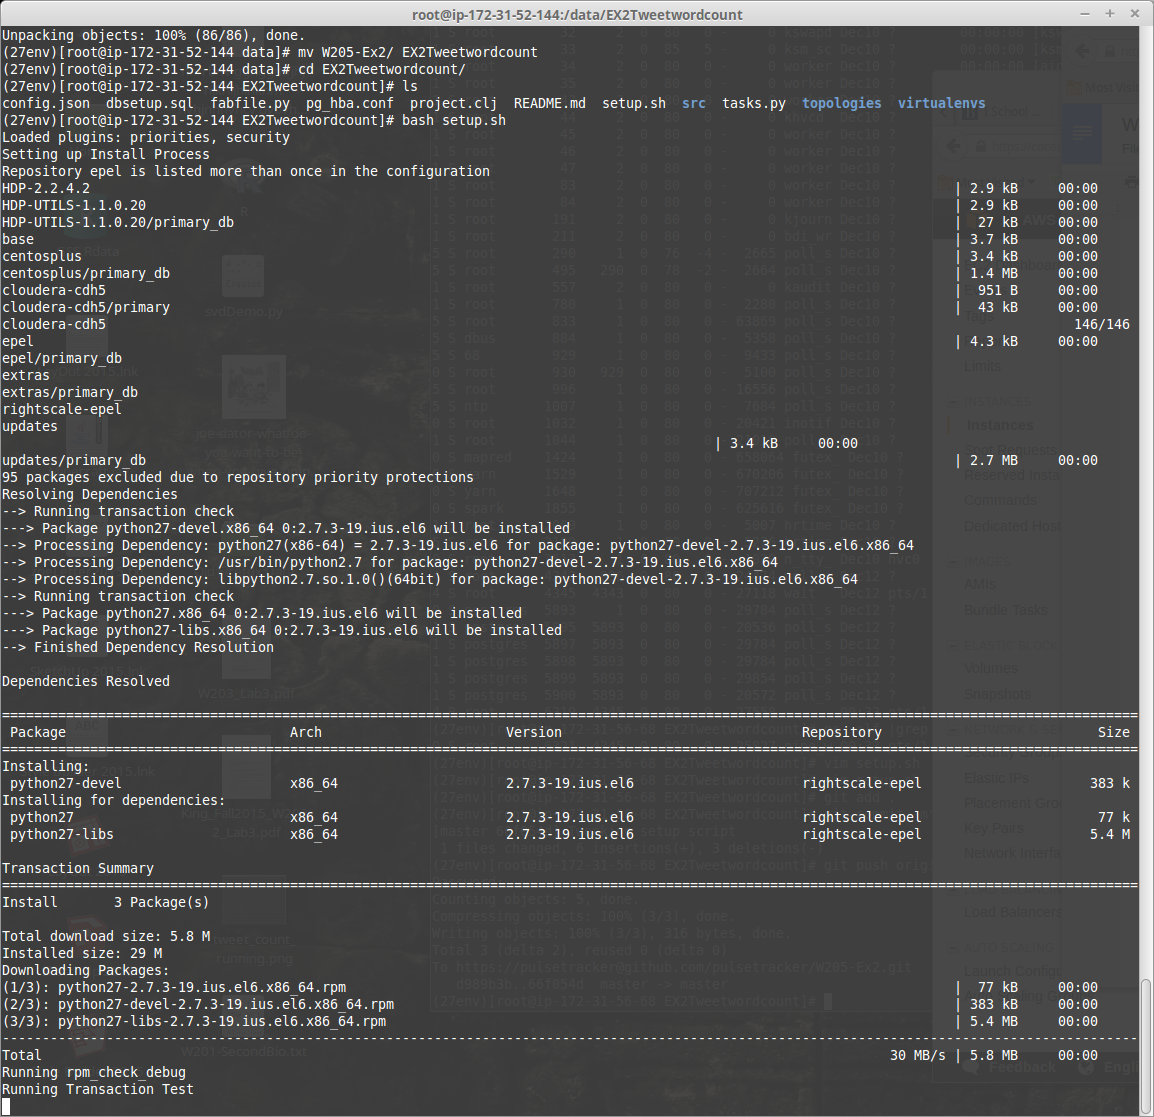 root@ip-172-31-52-144:/data/EX2Tweetwordcount
Unpacking objects: 100% (86/86), done.
(27env)[root@ip-172-31-52-144 data]# mv W205-Ex2/ EX2Tweetwordcount
(27env)[root@ip-172-31-52-144 data]# cd EX2Tweetwordcount/
(27env)[root@ip-172-31-52-144 EX2Tweetwordcount]# ls
config.json dbsetup.sql fabfile.py pg_hba.conf project.clj README.md setup.sh src tasks.py topologies virtualenvs
(27env)[root@ip-172-31-52-144 EX2Tweetwordcount]# bash setup.sh
Loaded plugins: priorities, security
Setting up Install Process
Repository epel is listed more than once in the configuration
HDP-2.2.4.2 | 2.9 kB 00:00
HDP-UTILS-1.1.0.20 | 2.9 kB 00:00
HDP-UTILS-1.1.0.20/primary_db | 27 kB 00:00
base | 3.7 kB 00:00
centosplus | 3.4 kB 00:00
centosplus/primary_db | 1.4 MB 00:00
cloudera-cdh5 | 951 B 00:00
cloudera-cdh5/primary | 43 kB 00:00
cloudera-cdh5 146/146
epel | 4.3 kB 00:00
epel/primary_db
extras
extras/primary_db
rightscale-epel
updates
| 3.4 kB 00:00
updates/primary_db | 2.7 MB 00:00
95 packages excluded due to repository priority protections
Resolving Dependencies
--> Running transaction check
---> Package python27-devel.x86_64 0:2.7.3-19.ius.el6 will be installed
--> Processing Dependency: python27(x86-64) = 2.7.3-19.ius.el6 for package: python27-devel-2.7.3-19.ius.el6.x86_64
--> Processing Dependency: /usr/bin/python2.7 for package: python27-devel-2.7.3-19.ius.el6.x86_64
--> Processing Dependency: libpython2.7.so.1.0()(64bit) for package: python27-devel-2.7.3-19.ius.el6.x86_64
--> Running transaction check
---> Package python27.x86_64 0:2.7.3-19.ius.el6 will be installed
---> Package python27-libs.x86_64 0:2.7.3-19.ius.el6 will be installed
--> Finished Dependency Resolution
Dependencies Resolved
Package Arch Version Repository Size
Installing:
python27-devel x86_64 2.7.3-19.ius.el6 rightscale-epel 383 k
Installing for dependencies:
python27 x86_64 2.7.3-19.ius.el6 rightscale-epel 77 k
python27-libs x86_64 2.7.3-19.ius.el6 rightscale-epel 5.4 M
Transaction Summary
Install 3 Package(s)
Total download size: 5.8 M
Installed size: 29 M
Downloading Packages:
(1/3): python27-2.7.3-19.ius.el6.x86_64.rpm | 77 kB 00:00
(2/3): python27-devel-2.7.3-19.ius.el6.x86_64.rpm | 383 kB 00:00
(3/3): python27-libs-2.7.3-19.ius.el6.x86_64.rpm | 5.4 MB 00:00
Total 30 MB/s | 5.8 MB 00:00
Running rpm_check_debug
Running Transaction Test